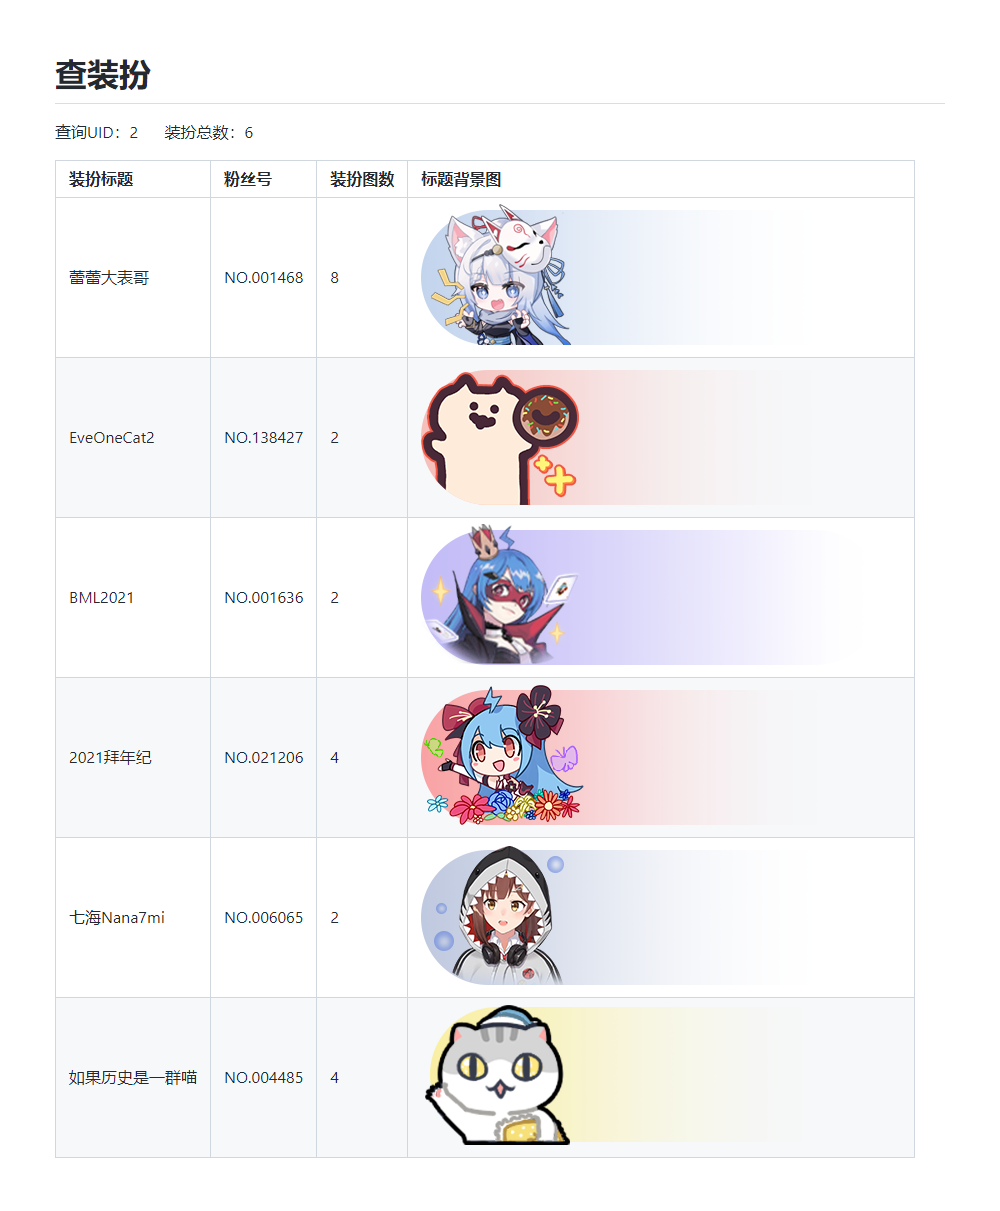 查装扮
查询UID：2 装扮总数：6
装扮标题 粉丝号 装扮图数 标题背景图
蕾蕾大表哥 NO.001468 8
EveOneCat2 NO.138427 2
BML2021 NO.001636 2
2021拜年纪 NO.021206 4
七海Nana7mi NO.006065 2
如果历史是一群喵 NO.004485 4